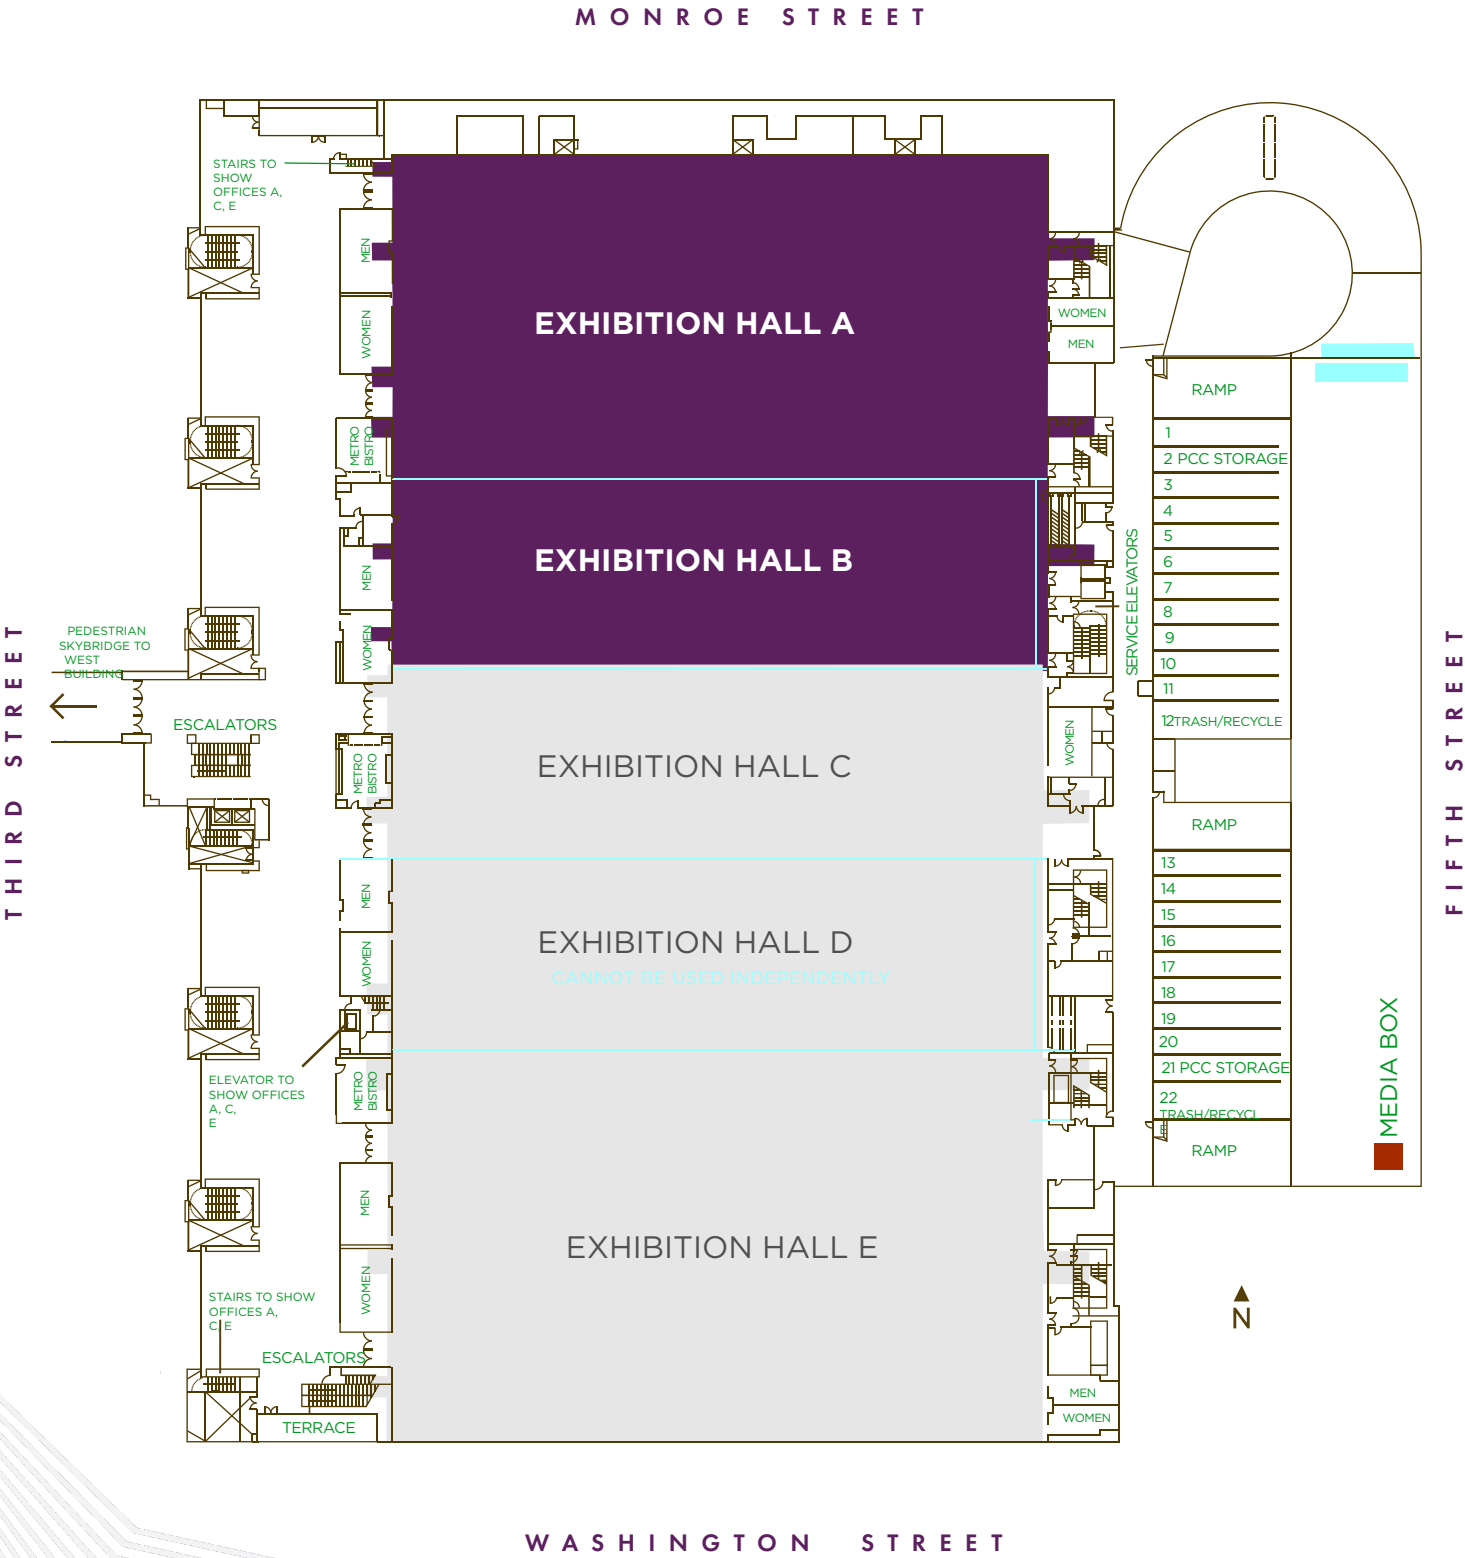 MONROE STREET
STAIRS TO
SHOW
OFFICES A,
C, E
MEN
WOMEN
METRO
BISTRO
MEN
WOMEN
EXHIBITION HALL A
EXHIBITION HALL B
WOMEN
MEN
RAMP
1
2 PCC STORAGE
3
4
5
6
7
8
9
10
11
12TRASH/RECYCLE
SERVICE ELEVATORS
THIRD STREET
PEDESTRIAN
SKYBRIDGE TO
WEST
BUILDING
ESCALATORS
METRO
BISTRO
EXHIBITION HALL C
WOMEN
RAMP
FIFTH STREET
MEN
WOMEN
EXHIBITION HALL D
CANNOT BE USED INDEPENDENTLY
13
14
15
16
17
18
19
20
21 PCC STORAGE
22
TRASH/RECYCL
E
RAMP
MEDIA BOX
ELEVATOR TO
SHOW OFFICES
A, C,
E
METRO
BISTRO
MEN
WOMEN
EXHIBITION HALL E
STAIRS TO SHOW
OFFICES A,
C, E
ESCALATORS
TERRACE
MEN
WOMEN
N
WASHINGTON STREET